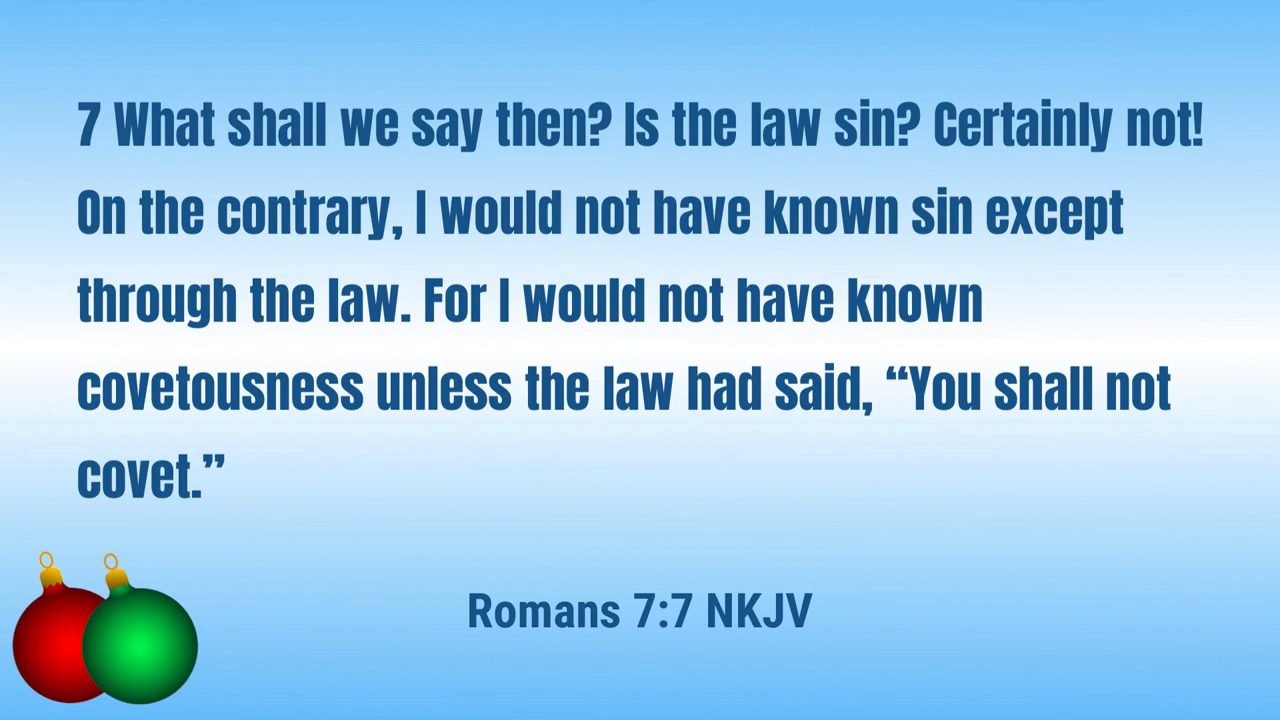 7 What shall we say then? Is the law sin? Certainly not!
On the contrary, I would not have known sin except
through the law. For I would not have known
covetousness unless the law had said, “You shall not
covet.”
Romans 7:7 NKJV